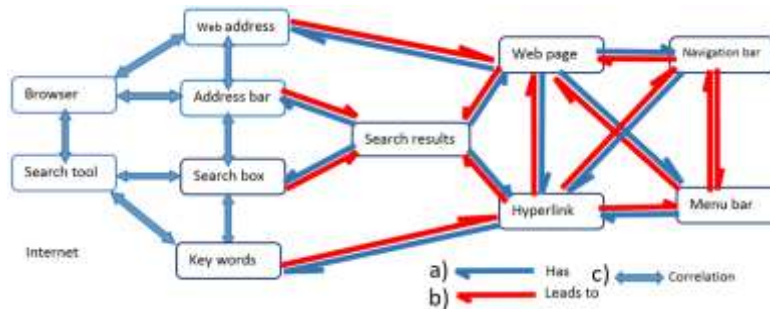 Web address
Web page
Navigation bar
Browser
Address bar
Search results
Search tool
Search box
Hyperlink
Menu bar
Internet
Key words
a) Has
b) Leads to
c) Correlation